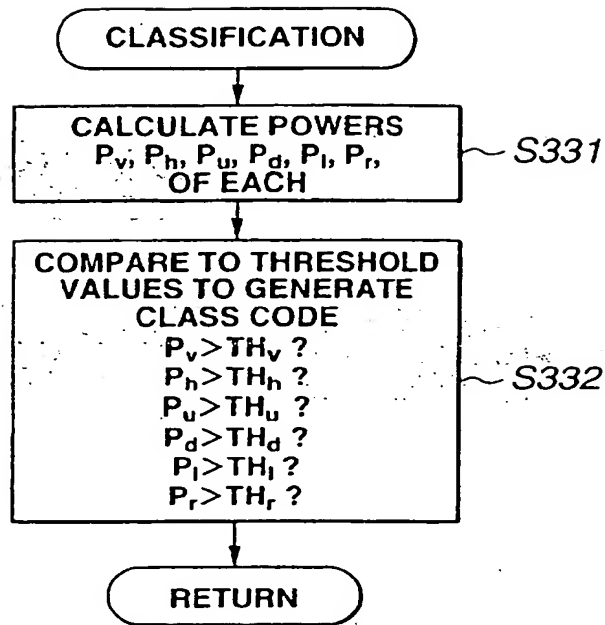 CLASSIFICATION
CALCULATE POWERS
Pv, Ph, Pu, Pd, Pl, Pr,
OF EACH
S331
COMPARE TO THRESHOLD
VALUES TO GENERATE
CLASS CODE
Pv>THv ?
Ph>THh ?
Pu>THu ?
Pd>THd ?
Pl>THl ?
Pr>THr ?
S332
RETURN